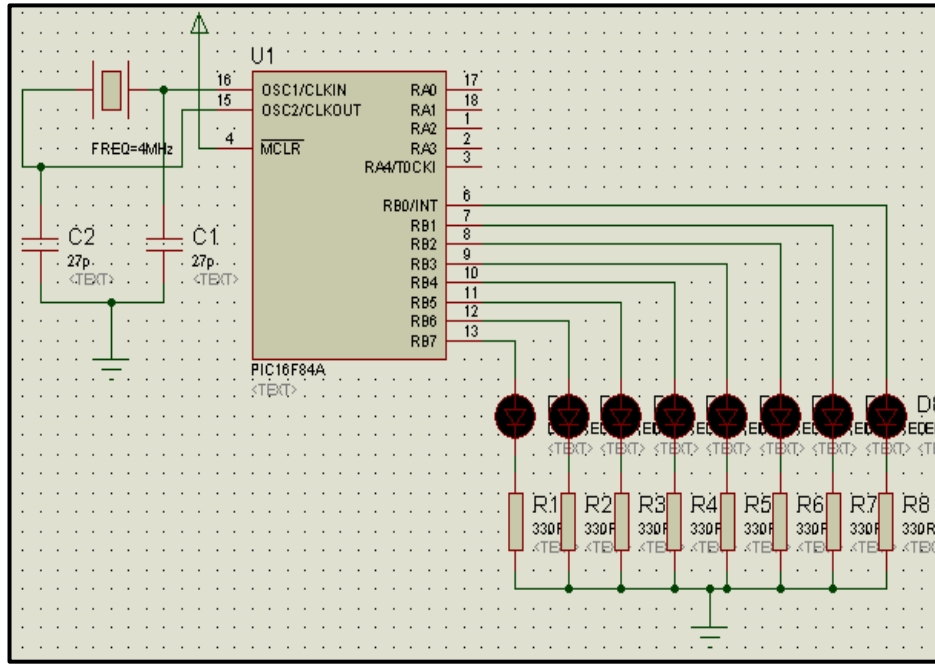 U1
16 OSC1/CLKIN RA0 17
15 OSC2/CLKOUT RA1 18
RA2 1
4 MCLR RA3 2
RA4/T0CKI 3
FREQ=4MHz
RB0/INT 6
RB1 7
RB2 8
RB3 9
RB4 10
RB5 11
RB6 12
RB7 13
C2
27p
<TEXT>
C1
27p
<TEXT>
PIC16F84A
<TEXT>
<TEXT> <TEXT> <TEXT> <TEXT> <TEXT> <TEXT>
R1 R2 R3 R4 R5 R6 R7 R8
330R